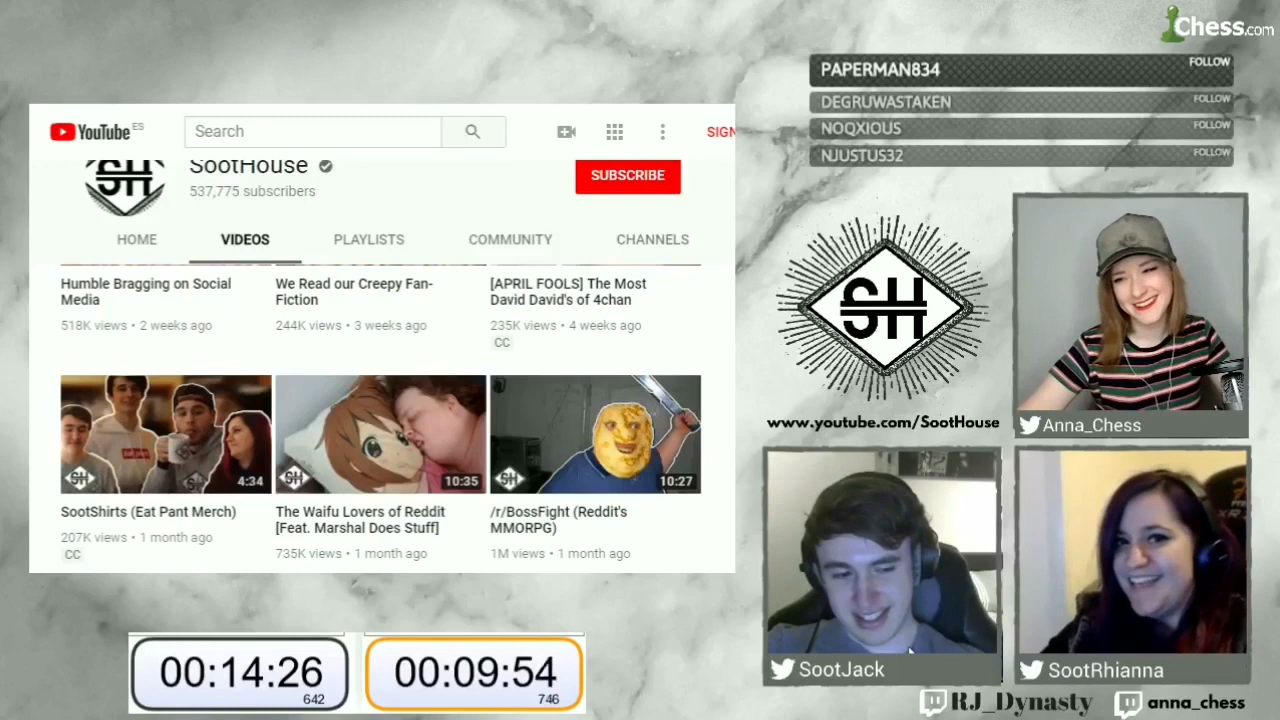 Chess.com
PAPERMAN834 FOLLOW
DEGRUWASTAKEN FOLLOW
NOQXIOUS FOLLOW
NJUSTUS32 FOLLOW
YouTube ES
Search
SIGN
SH
SootHouse
537,775 subscribers
SUBSCRIBE
HOME VIDEOS PLAYLISTS COMMUNITY CHANNELS
Humble Bragging on Social
Media
518K views • 2 weeks ago
We Read our Creepy Fan-
Fiction
244K views • 3 weeks ago
[APRIL FOOLS] The Most
David David's of 4chan
235K views • 4 weeks ago
CC
SH
4:34
SH
10:35
SH
10:27
SootShirts (Eat Pant Merch)
207K views • 1 month ago
CC
The Waifu Lovers of Reddit
[Feat. Marshal Does Stuff]
735K views • 1 month ago
/r/BossFight (Reddit's
MMORPG)
1M views • 1 month ago
SH
www.youtube.com/SootHouse
Anna_Chess
SootJack
SootRhianna
00:14:26
642
00:09:54
746
RJ_Dynasty
anna_chess